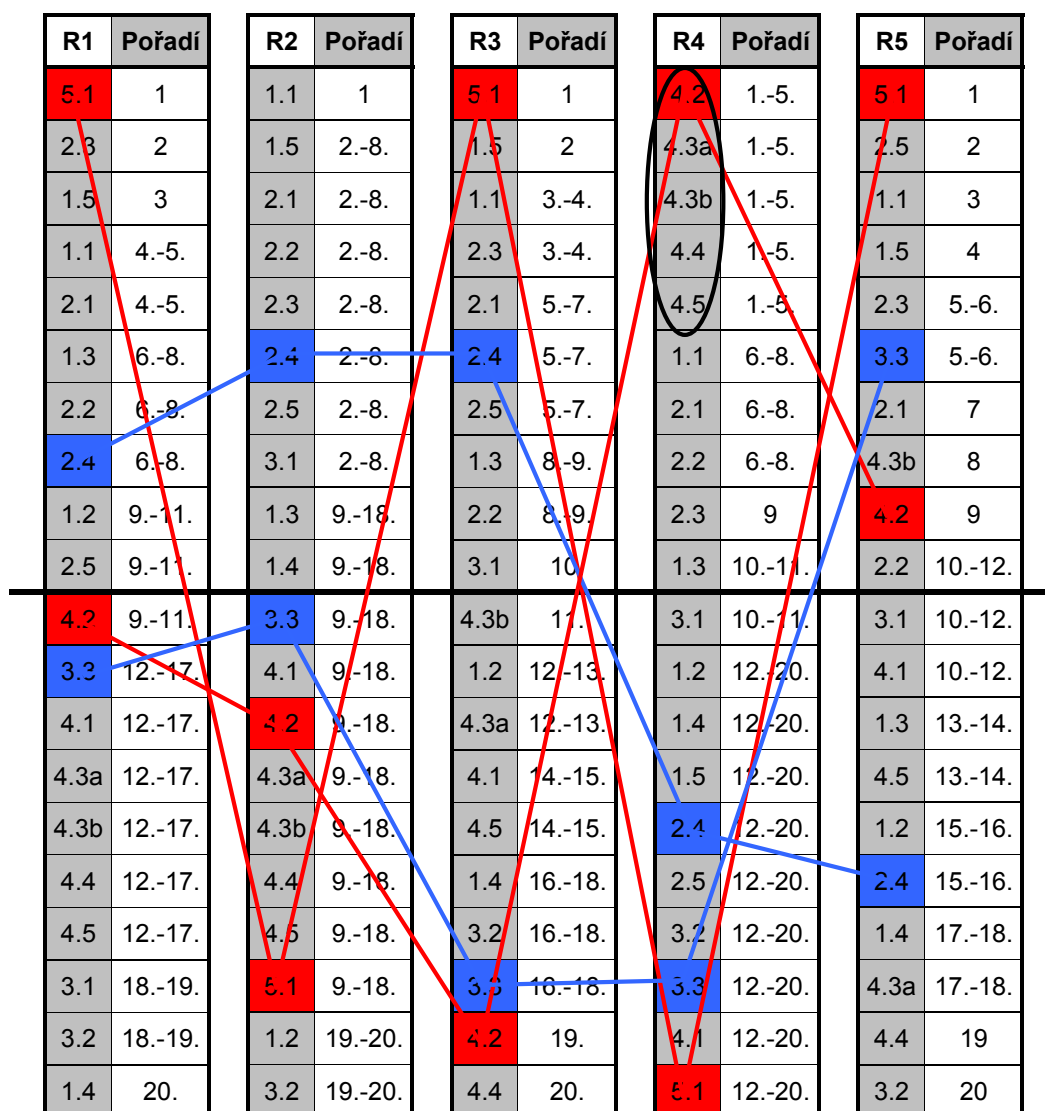 R1 Pořadí R2 Pořadí R3 Pořadí R4 Pořadí R5 Pořadí
5.1 1 1.1 1 5.1 1 4.2 1.-5. 5.1 1
2.3 2 1.5 2.-8. 1.5 2 4.3a 1.-5. 2.5 2
1.5 3 2.1 2.-8. 1.1 3.-4. 4.3b 1.-5. 1.1 3
1.1 4.-5. 2.2 2.-8. 2.3 3.-4. 4.4 1.-5. 1.5 4
2.1 4.-5. 2.3 2.-8. 2.1 5.-7. 4.5 1.-5. 2.3 5.-6.
1.3 6.-8. 2.4 2.-8. 2.4 5.-7. 1.1 6.-8. 3.3 5.-6.
2.2 6.-8. 2.5 2.-8. 2.5 5.-7. 2.1 6.-8. 2.1 7
2.4 6.-8. 3.1 2.-8. 1.3 8.-9. 2.2 6.-8. 4.3b 8
1.2 9.-11. 1.3 9.-18. 2.2 8.-9. 2.3 9 4.2 9
2.5 9.-11. 1.4 9.-18. 3.1 10 1.3 10.-11. 2.2 10.-12.
4.2 9.-11. 3.3 9.-18. 4.3b 11. 3.1 10.-11. 3.1 10.-12.
3.3 12.-17. 4.1 9.-18. 1.2 12.-13. 1.2 12.-20. 4.1 10.-12.
4.1 12.-17. 4.2 9.-18. 4.3a 12.-13. 1.4 12.-20. 1.3 13.-14.
4.3a 12.-17. 4.3a 9.-18. 4.1 14.-15. 1.5 12.-20. 4.5 13.-14.
4.3b 12.-17. 4.3b 9.-18. 4.5 14.-15. 2.4 12.-20. 1.2 15.-16.
4.4 12.-17. 4.4 9.-18. 1.4 16.-18. 2.5 12.-20. 2.4 15.-16.
4.5 12.-17. 4.5 9.-18. 3.2 16.-18. 3.2 12.-20. 1.4 17.-18.
3.1 18.-19. 5.1 9.-18. 3.3 16.-18. 3.3 12.-20. 4.3a 17.-18.
3.2 18.-19. 1.2 19.-20. 4.2 19. 4.1 12.-20. 4.4 19
1.4 20. 3.2 19.-20. 4.4 20. 5.1 12.-20. 3.2 20